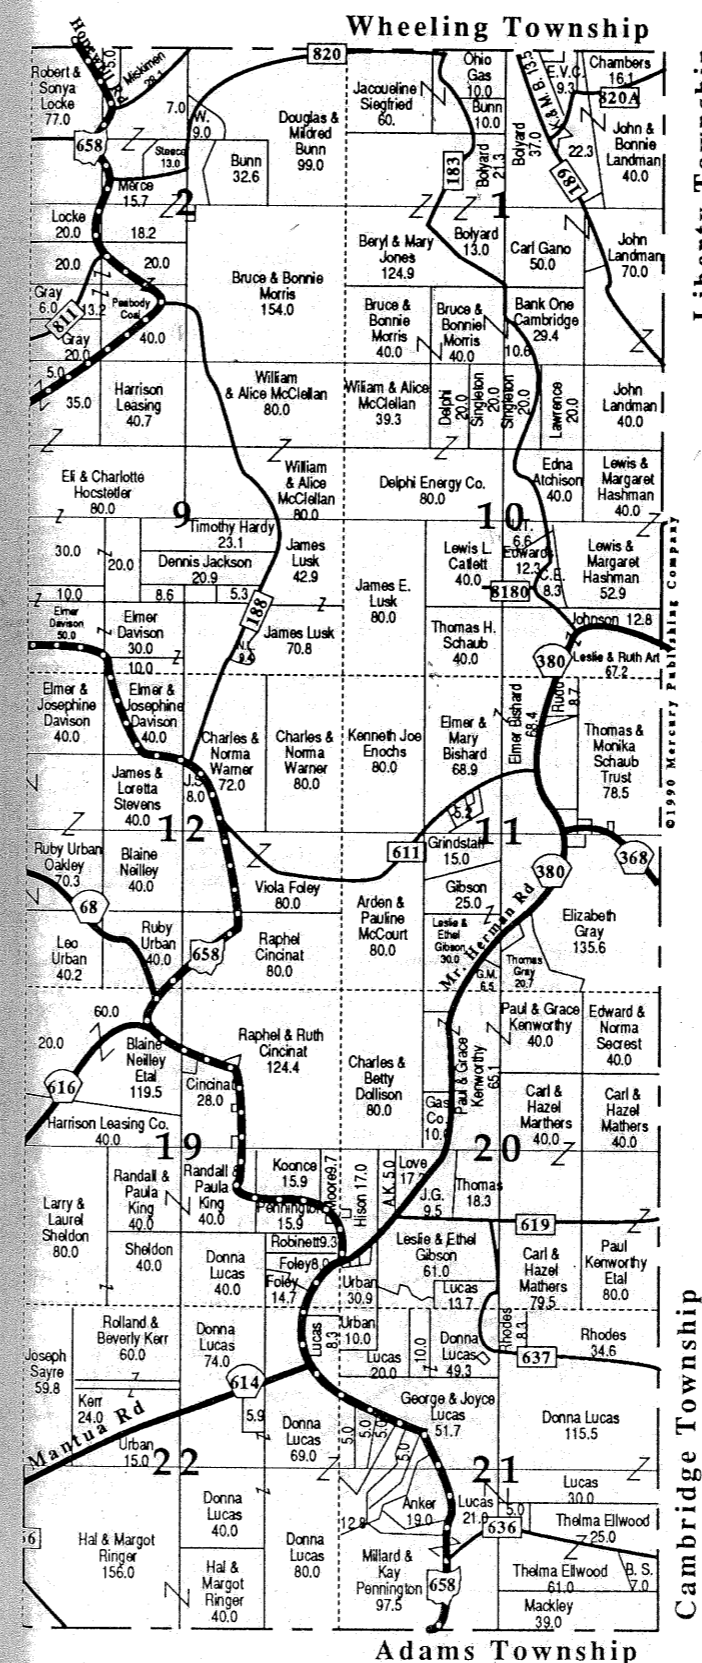 Wheeling Township
Hopewell Rd
5.0
Miskimen
28.1
820
Robert &
Sonya
Locke
77.0
7.0
W.
9.0
Douglas &
Mildred
Bunn
99.0
Jacqueline
Siegfried
60.
Ohio
Gas
10.0
Bunn
10.0
K & M B. 13.5
E.V.C.
9.3
Chambers
16.1
820A
658
Steece
13.0
Bunn
32.6
183
Bolyard
21.3
Bolyard
37.0
22.3
189
John &
Bonnie
Landman
40.0
Merce
15.7
2
1
Locke
20.0
18.2
20.0
20.0
Bruce & Bonnie
Morris
154.0
Beryl & Mary
Jones
124.9
Bolyard
13.0
Carl Gano
50.0
John
Landman
70.0
Gray
6.0
13.2
Peabody
Coal
811
Gray
20.0
40.0
Bruce &
Bonnie
Morris
40.0
Bruce &
Bonniel
Morris
40.0
Bank One
Cambridge
29.4
10.6
5.0
35.0
Harrison
Leasing
40.7
William
& Alice McClellan
80.0
Wiliam & Alice
McClellan
39.3
Delphi
20.0
Singleton
20.0
Singleton
20.0
Lawrence
20.0
John
Landman
40.0
Eli & Charlotte
Hocstetler
80.0
9
William
& Alice
McClellan
80.0
Delphi Energy Co.
80.0
10
Edna
Atchison
40.0
Lewis &
Margaret
Hashman
40.0
30.0
20.0
Timothy Hardy
23.1
Dennis Jackson
20.9
James
Lusk
42.9
James E.
Lusk
80.0
Lewis L.
Catlett
40.0
6.6
Edwards
12.3
C.E.
8.3
8180
Lewis &
Margaret
Hashman
52.9
10.0
8.6
5.3
188
Elmer
Davison
50.0
Elmer
Davison
30.0
10.0
9.4
James Lusk
70.8
Thomas H.
Schaub
40.0
Johnson 12.8
380
Leslie & Ruth Art
67.2
Elmer &
Josephine
Davison
40.0
Elmer &
Josephine
Davison
40.0
Charles &
Norma
Warner
72.0
Charles &
Norma
Warner
80.0
Kenneth Joe
Enochs
80.0
Elmer &
Mary
Bishard
68.9
Elmer Bishard
68.4
Rudd
8.7
Thomas &
Monika
Schaub
Trust
78.5
©1990 Mercury Publishing Company
James &
Loretta
Stevens
40.0
J.S.
8.0
12
5.2
11
Ruby Urban
Oakley
70.3
Blaine
Neilley
40.0
611
Grindstaff
15.0
380
368
68
Viola Foley
80.0
Arden &
Pauline
McCourt
80.0
Gibson
25.0
Leslie &
Ethel
Gibson
30.0
Mt. Herman Rd
Elizabeth
Gray
135.6
Leo
Urban
40.2
Ruby
Urban
40.0
658
Raphel
Cincinat
80.0
G.M.
6.5
Thomas
Gray
20.7
60.0
20.0
616
Blaine
Neilley
Etal
119.5
Raphel & Ruth
Cincinat
124.4
Cincinat
28.0
Charles &
Betty
Dollison
80.0
Paul & Grace
Kenworthy
65.1
Paul & Grace
Kenworthy
40.0
Edward &
Norma
Secrest
40.0
Gas
Co.
10.0
Carl &
Hazel
Marthers
40.0
Carl &
Hazel
Mathers
40.0
Harrison Leasing Co.
40.0
19
20
Larry &
Laurel
Sheldon
80.0
Randall &
Paula
King
40.0
Randall &
Paula
King
40.0
Koonce
15.9
Moore 9.7
Hison 17.0
A.K. 5.0
Love
J.G.
9.5
Thomas
18.3
Pennington
15.9
619
Sheldon
40.0
Donna
Lucas
40.0
Robinett 9.3
Foley 8.0
Foley
14.7
Urban
30.9
Leslie & Ethel
Gibson
61.0
Lucas
13.7
Carl &
Hazel
Mathers
79.5
Paul
Kenworthy
Etal
80.0
Joseph
Sayre
59.8
Rolland &
Beverly Kerr
60.0
Donna
Lucas
74.0
Lucas
8.3
Urban
10.0
Lucas
20.0
10.0
Donna
Lucas
49.3
Rhodes
8.3
637
Rhodes
34.6
614
Kerr
24.0
Mantua Rd
Urban
15.0
5.9
Donna
Lucas
69.0
5.0
5.0
5.0
5.0
George & Joyce
Lucas
51.7
Donna Lucas
115.5
22
21
Donna
Lucas
40.0
Anker
19.0
12.8
Lucas
21.0
5.0
Lucas
30.0
636
Thelma Ellwood
25.0
Hal & Margot
Ringer
156.0
Hal &
Margot
Ringer
40.0
Donna
Lucas
80.0
Millard &
Kay
Pennington
97.5
658
Thelma Ellwood
61.0
B. S.
7.0
Mackley
39.0
Cambridge Township
Adams Township